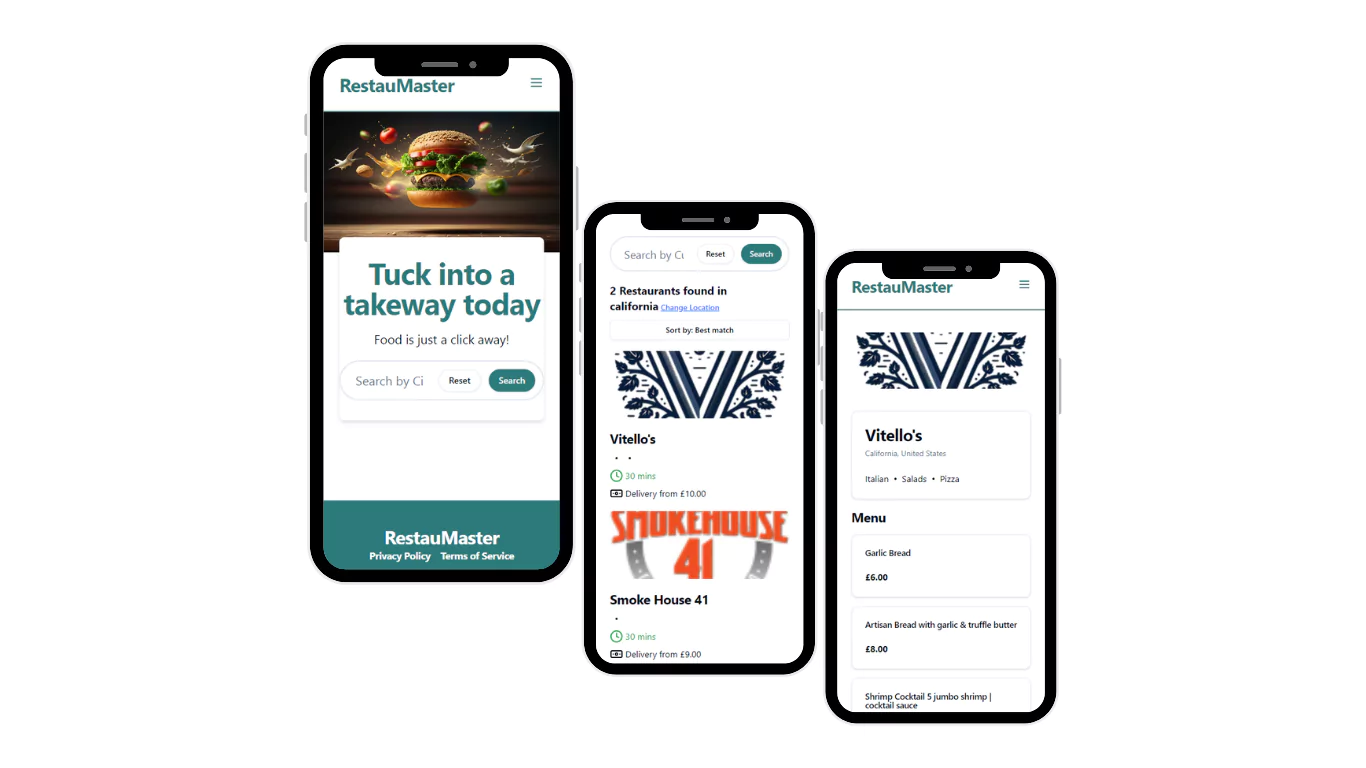 RestauMaster
Tuck into a
takeway today
Food is just a click away!
Search by Ci
Reset
Search
RestauMaster
Privacy Policy Terms of Service
Search by
Reset
Search
2 Restaurants found in
california Change Location
Sort by: Best match
Vitello's
• •
30 mins
Delivery from £10.00
SMOKEHOUSE
41
Smoke House 41
•
30 mins
Delivery from £9.00
RestauMaster
Vitello's
California, United States
Italian • Salads • Pizza
Menu
Garlic Bread
£6.00
Artisan Bread with garlic & truffle butter
£8.00
Shrimp Cocktail 5 jumbo shrimp |
cocktail sauce